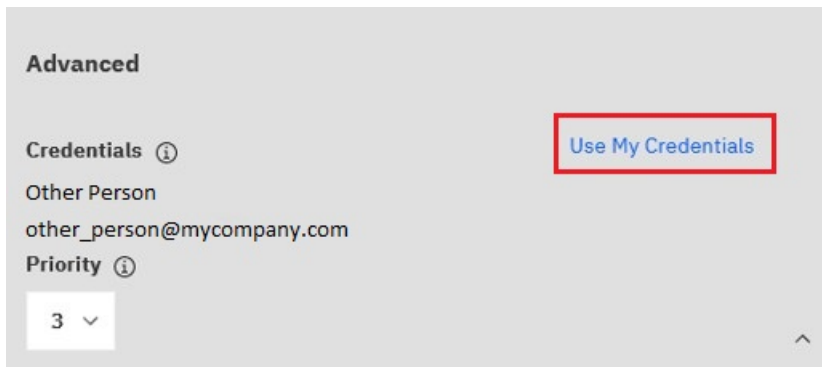 Advanced
Credentials
Use My Credentials
Other Person
other_person@mycompany.com
Priority
3